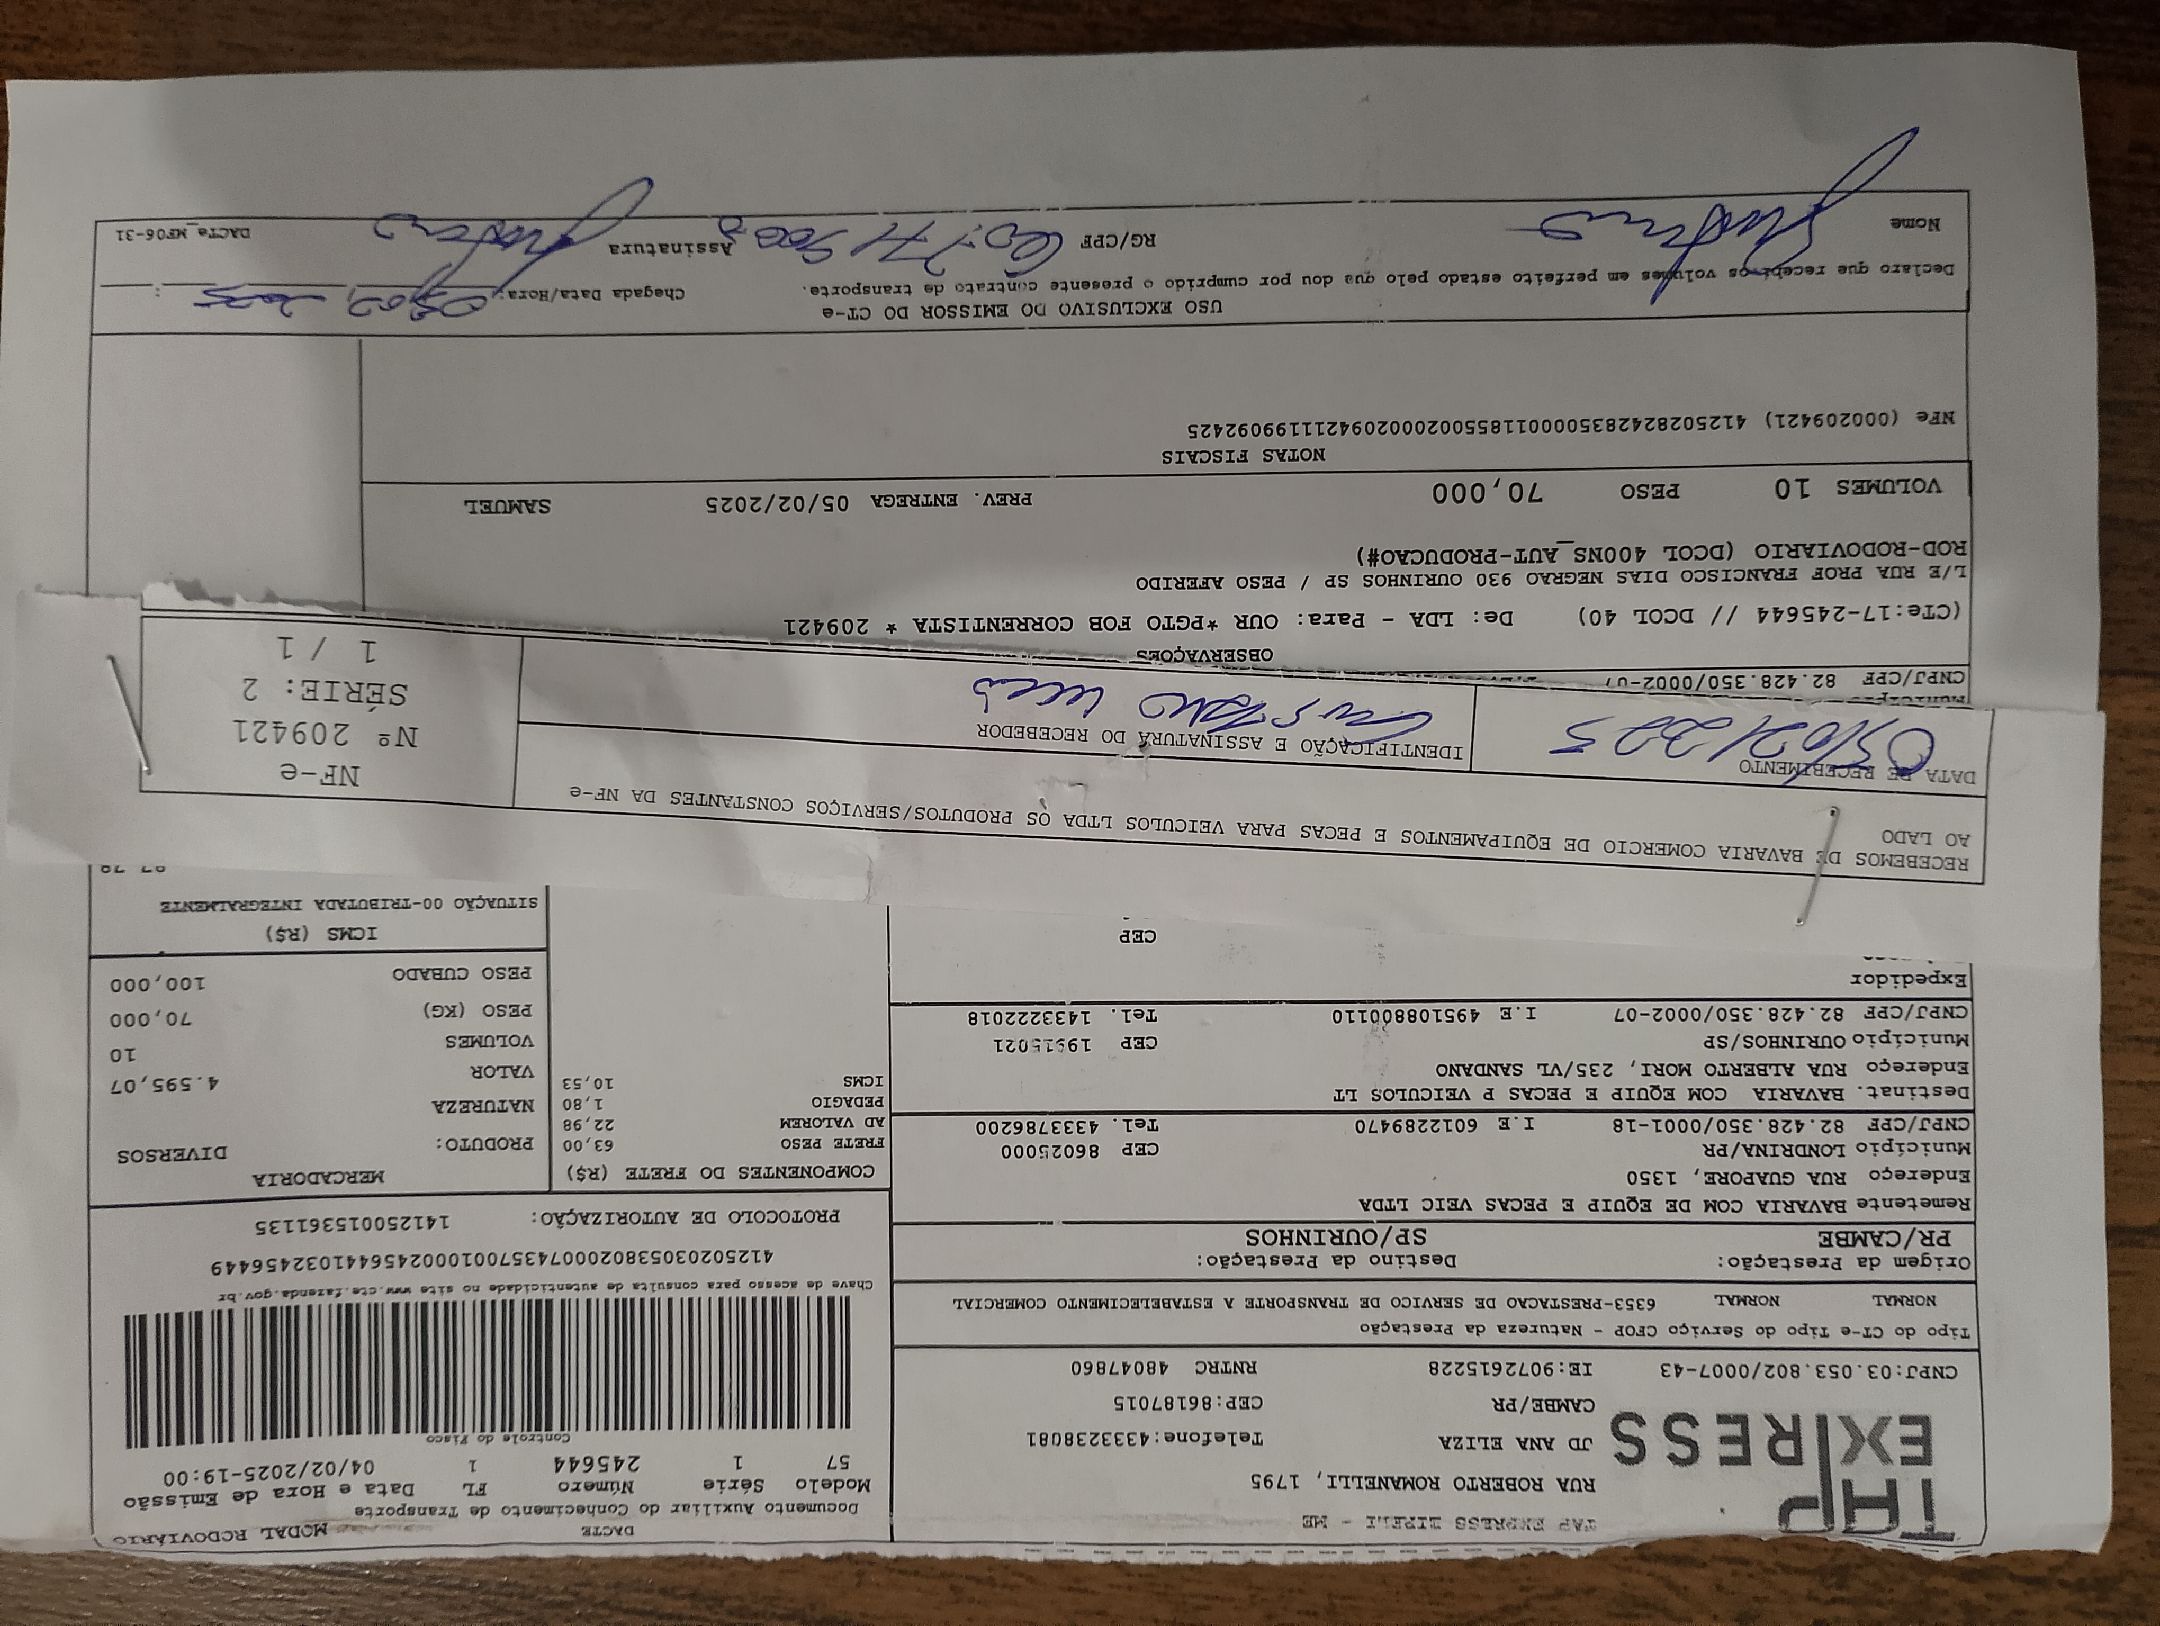 TAP EXPRESS
TAP EXPRESS EIRELI - ME
RUA ROBERTO ROMANELLI, 1795
JD ANA ELIZA Telefone:4333238081
CAMBE/PR CEP:86187015
CNPJ:03.053.802/0007-43 IE:9072615228 RNTRC 48047860
DACTE MODAL RODOVIÁRIO
Documento Auxiliar do Conhecimento de Transporte
Modelo Série Número FL Data e Hora de Emissão
57 1 245644 1 04/02/2025-19:00
Controle do Fisco
Chave de acesso para consulta de autenticidade no site www.cte.fazenda.gov.br
41250203053802000743570010002456441032456449
PROTOCOLO DE AUTORIZAÇÃO: 141250015361135
Tipo do CT-e Tipo do Serviço CFOP - Natureza da Prestação
NORMAL NORMAL 6353-PRESTACAO DE SERVICO DE TRANSPORTE A ESTABELECIMENTO COMERCIAL
Origem da Prestação: Destino da Prestação:
PR/CAMBE SP/OURINHOS
Remetente BAVARIA COM DE EQUIP E PECAS VEIC LTDA
Endereço RUA GUAPORE, 1350
Município LONDRINA/PR CEP 86025000
CNPJ/CPF 82.428.350/0001-18 I.E 6012289470 Tel. 4333786200
Destinat. BAVARIA COM EQUIP E PECAS P VEICULOS LT
Endereço RUA ALBERTO MORI, 235/VL SANDANO
Município OURINHOS/SP CEP 19915021
CNPJ/CPF 82.428.350/0002-07 I.E 495108800110 Tel. 1433222018
Expedidor
CEP
COMPONENTES DO FRETE (R$)
FRETE PESO 63,00
AD VALOREM 22,98
PEDAGIO 1,80
ICMS 10,53
MERCADORIA
PRODUTO: DIVERSOS
NATUREZA
VALOR 4.595,07
VOLUMES 10
PESO (KG) 70,000
PESO CUBADO 100,000
ICMS (R$)
SITUAÇÃO 00-TRIBUTADA INTEGRALMENTE
RECEBEMOS DE BAVARIA COMERCIO DE EQUIPAMENTOS E PECAS PARA VEICULOS LTDA OS PRODUTOS/SERVIÇOS CONSTANTES DA NF-e
AO LADO
DATA DE RECEBIMENTO IDENTIFICAÇÃO E ASSINATURA DO RECEBEDOR
NF-e
Nº 209421
SÉRIE: 2
1 / 1
CNPJ/CPF 82.428.350/0002-07
OBSERVAÇOES
(CTe:17-245644 // DCOL 40) De: LDA - Para: OUR *PGTO FOB CORRENTISTA * 209421
L/E RUA PROF FRANCISCO DIAS NEGRAO 930 OURINHOS SP / PESO AFERIDO
ROD-RODOVIARIO (DCOL 400NS_AUT-PRODUCAO#)
VOLUMES 10 PESO 70,000 PREV. ENTREGA 05/02/2025 SAMUEL
NOTAS FISCAIS
NFe (000209421) 41250282428350000118550020002094211119909242​5
USO EXCLUSIVO DO EMISSOR DO CT-e
Declaro que recebi os volumes em perfeito estado pelo que dou por cumprido o presente contrato de transporte. Chegada Data/Hora:
Nome RG/CPF Assinatura DACTe_MF06-31